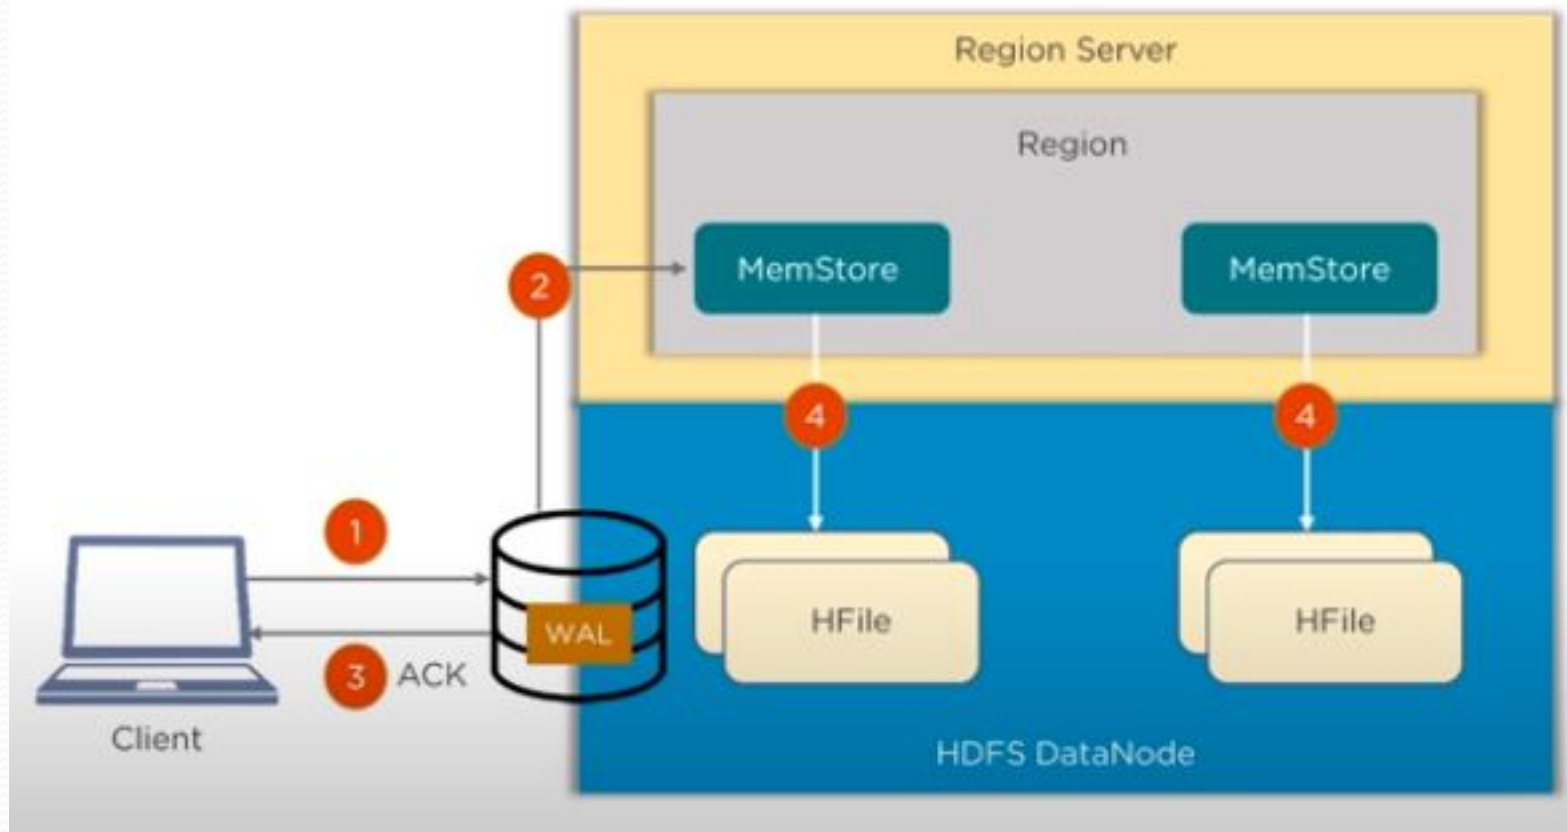 Region Server
Region
MemStore
MemStore
2
4
4
1
WAL
HFile
HFile
3 ACK
Client
HDFS DataNode